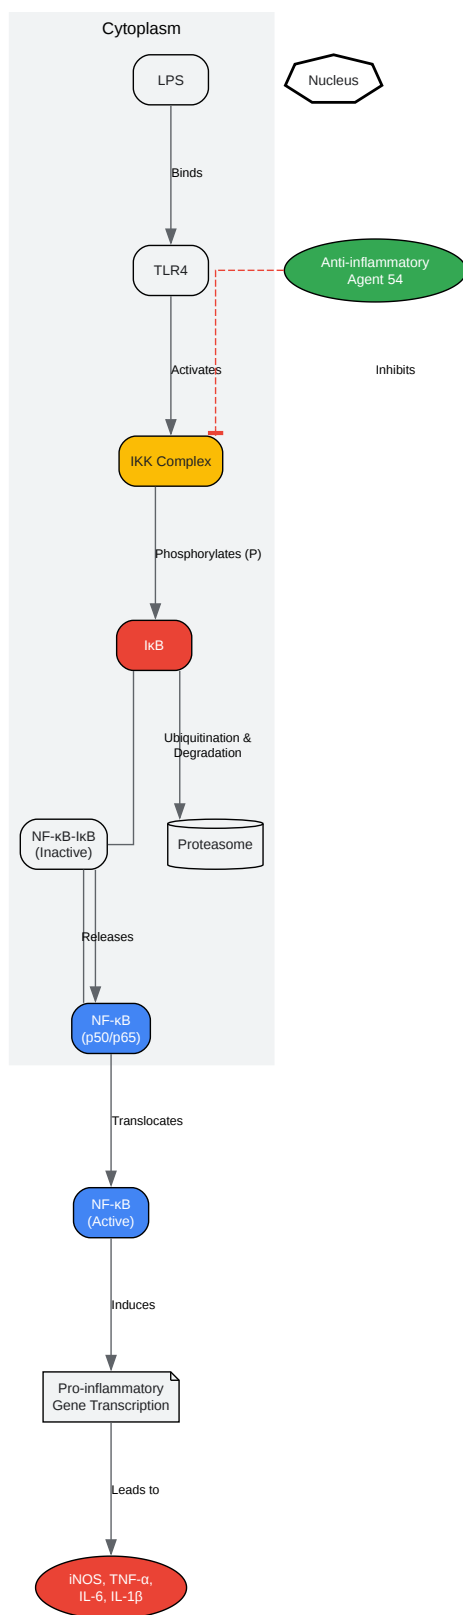 Cytoplasm
LPS
Nucleus
Binds
TLR4
Anti-inflammatory
Agent 54
Activates
Inhibits
IKK Complex
Phosphorylates (P)
IκB
Ubiquitination &
Degradation
NF-κB-IκB
(Inactive)
Proteasome
Releases
NF-κB
(p50/p65)
Translocates
NF-κB
(Active)
Induces
Pro-inflammatory
Gene Transcription
Leads to
iNOS, TNF-α,
IL-6, IL-1β